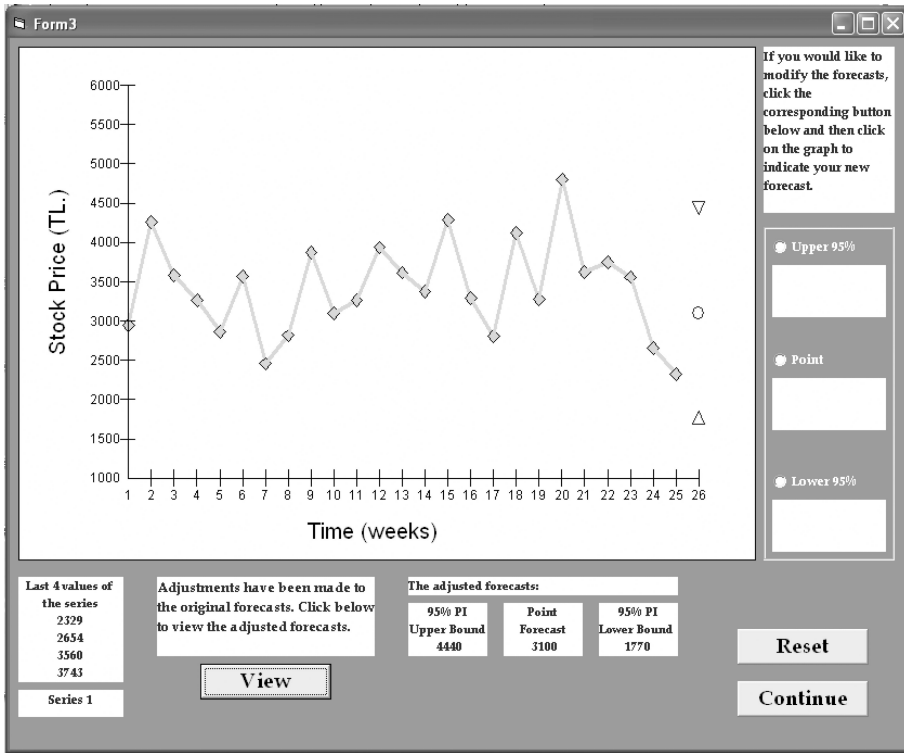 Form3
If you would like to
modify the forecasts,
click the
corresponding button
below and then click
on the graph to
indicate your new
forecast.
Stock Price (TL.)
6000
5500
5000
4500
4000
3500
3000
2500
2000
1500
1000
1 2 3 4 5 6 7 8 9 10 11 12 13 14 15 16 17 18 19 20 21 22 23 24 25 26
Time (weeks)
Upper 95%
Point
Lower 95%
Last 4 values of
the series
2329
2654
3560
3743
Series 1
Adjustments have been made to
the original forecasts. Click below
to view the adjusted forecasts.
View
The adjusted forecasts:
95% PI
Upper Bound
4440
Point
Forecast
3100
95% PI
Lower Bound
1770
Reset
Continue